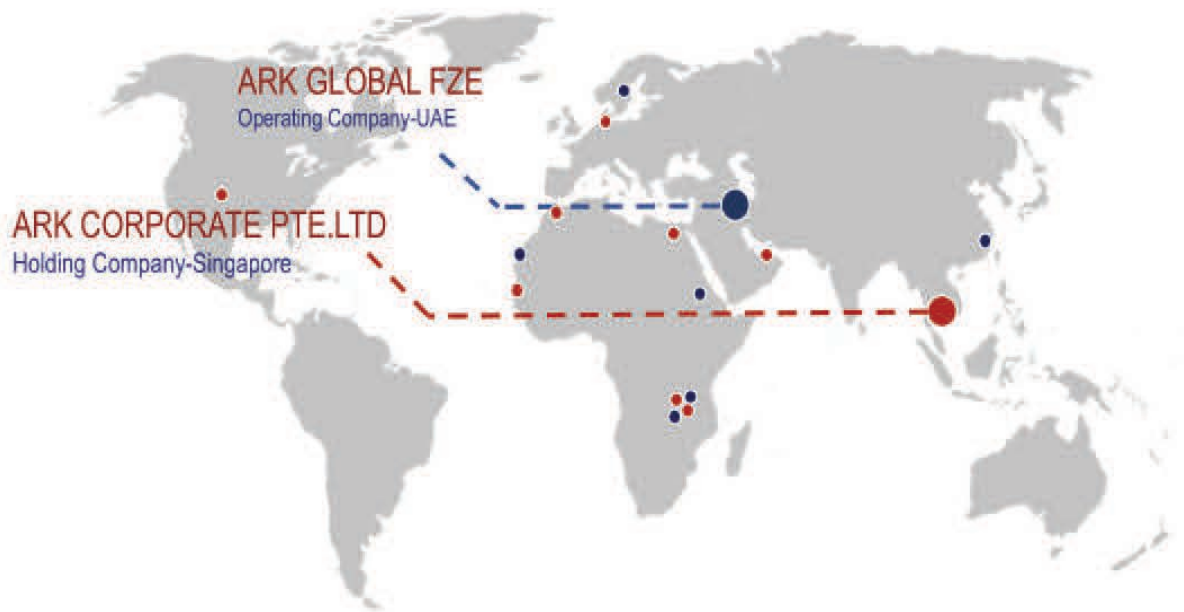 ARK GLOBAL FZE
Operating Company-UAE
ARK CORPORATE PTE.LTD
Holding Company-Singapore